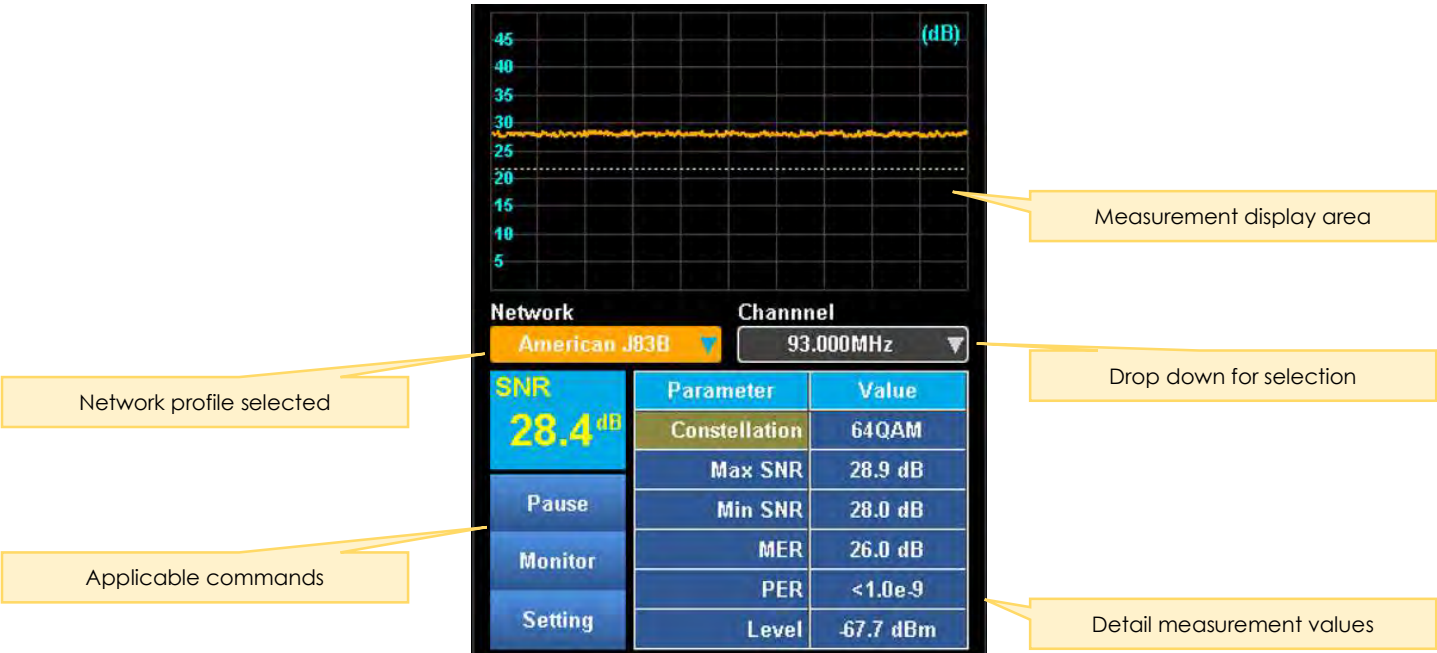 (dB)
45
40
35
30
25
20
15
10
5
Measurement display area
Network
Channnel
American J83B
93.000MHz
Network profile selected
Drop down for selection
SNR
28.4 dB
Parameter Value
Constellation 64QAM
Max SNR 28.9 dB
Min SNR 28.0 dB
MER 26.0 dB
PER <1.0e-9
Level -67.7 dBm
Pause
Monitor
Setting
Applicable commands
Detail measurement values